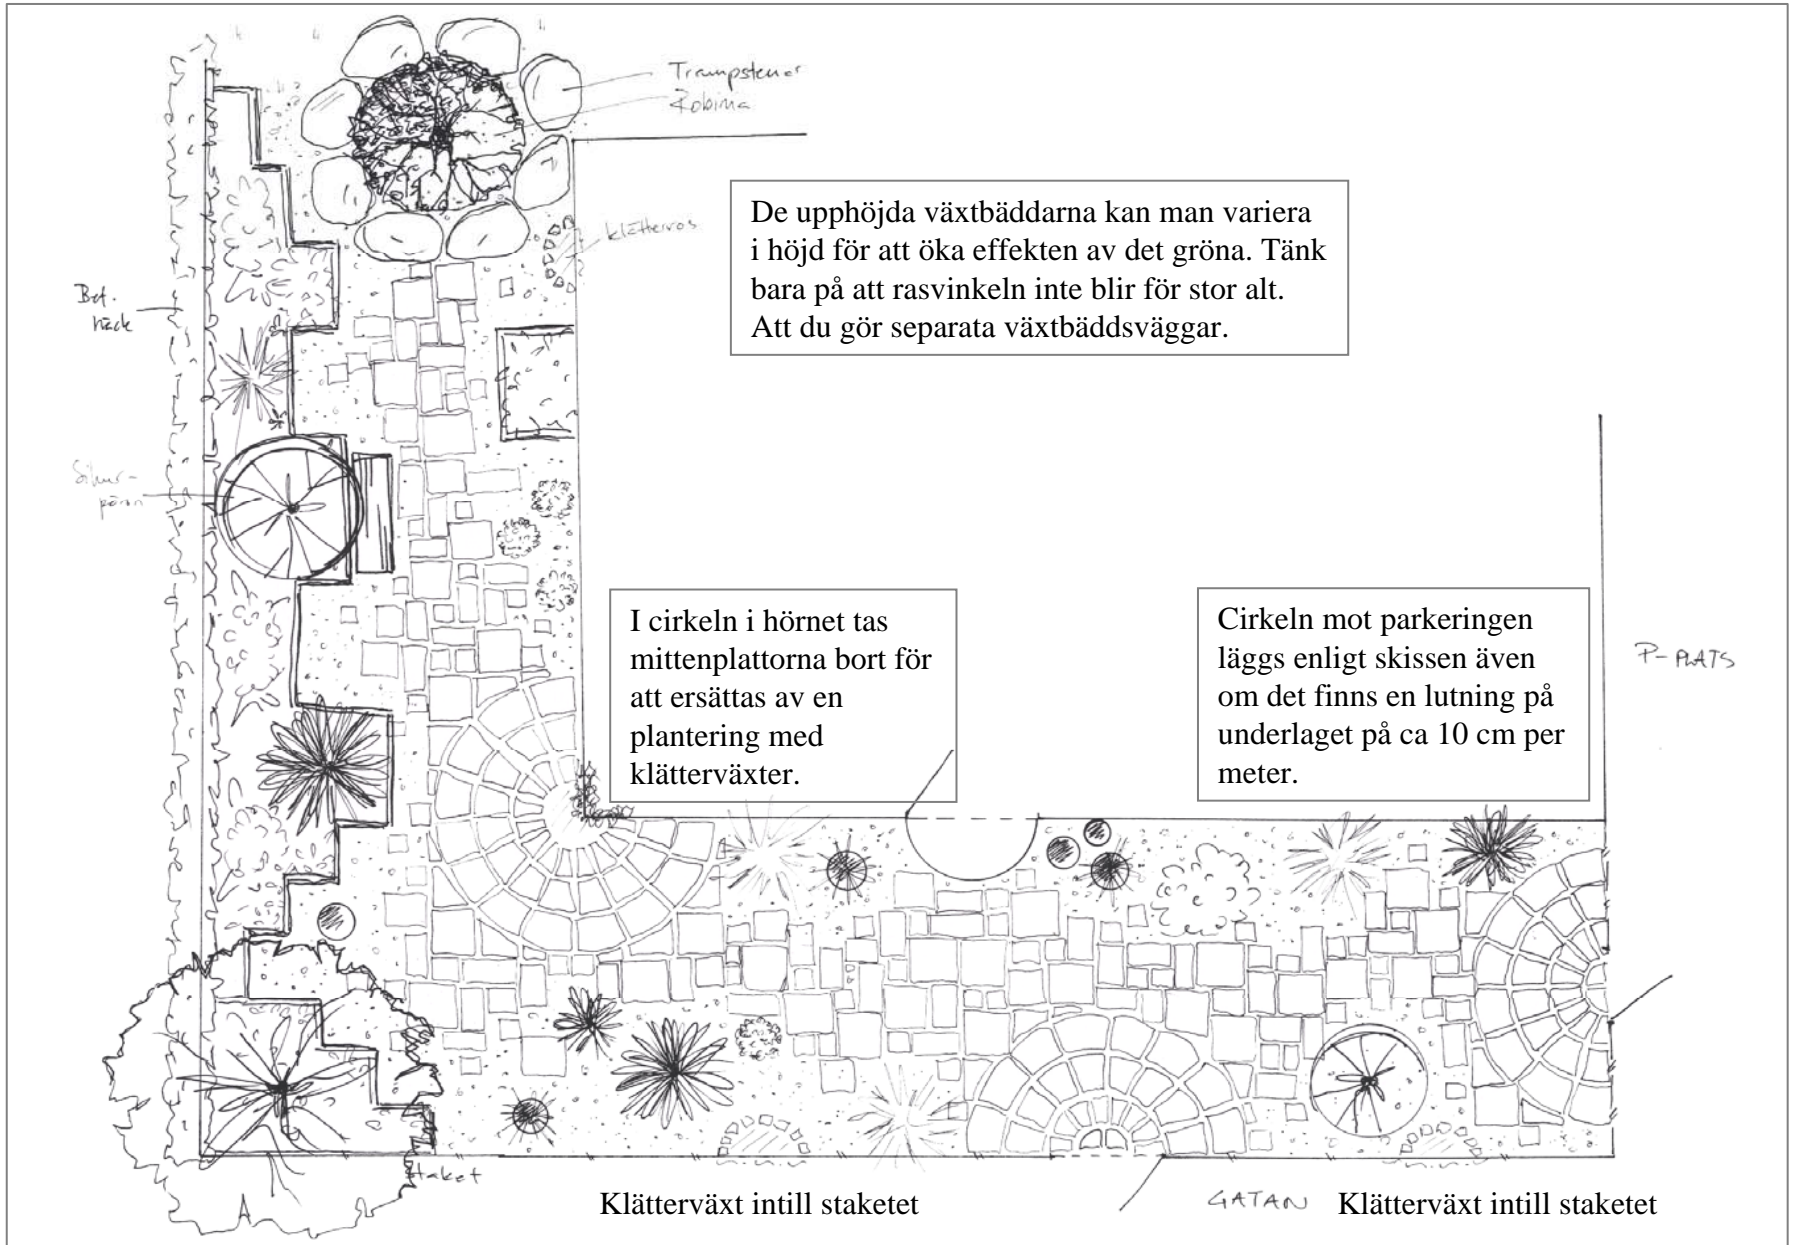 Trampstenar
Robinia
klätterros
De upphöjda växtbäddarna kan man variera
i höjd för att öka effekten av det gröna. Tänk
bara på att rasvinkeln inte blir för stor alt.
Att du gör separata växtbäddsväggar.
Bef.
häck
Silver-
päron
I cirkeln i hörnet tas
mittenplattorna bort för
att ersättas av en
plantering med
klätterväxter.
Cirkeln mot parkeringen
läggs enligt skissen även
om det finns en lutning på
underlaget på ca 10 cm per
meter.
P-PLATS
Staket
Klätterväxt intill staketet
GATAN
Klätterväxt intill staketet